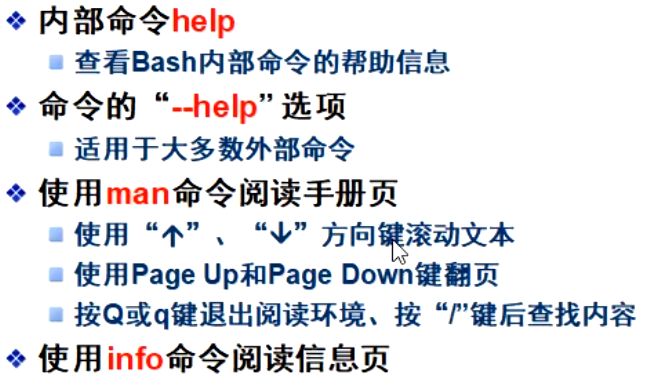 内部命令help
查看Bash内部命令的帮助信息
命令的“--help”选项
适用于大多数外部命令
使用man命令阅读手册页
使用“↑”、“↓”方向键滚动文本
使用Page Up和Page Down键翻页
按Q或q键退出阅读环境、按“/”键后查找内容
使用info命令阅读信息页